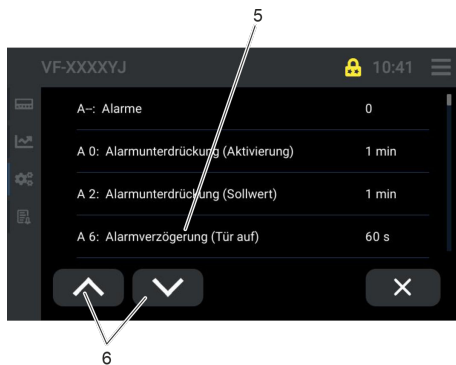 5
VF-XXXXYJ 10:41
A--: Alarme 0
A 0: Alarmunterdrückung (Aktivierung) 1 min
A 2: Alarmunterdrückung (Sollwert) 1 min
A 6: Alarmverzögerung (Tür auf) 60 s
6